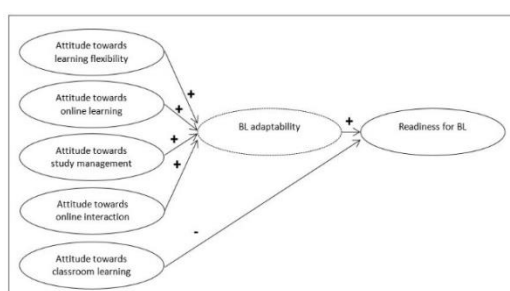 Attitude towards
learning flexibility
+
Attitude towards
online learning
+
BL adaptability
+
Readiness for BL
Attitude towards
study management
+
Attitude towards
online interaction
+
-
Attitude towards
classroom learning